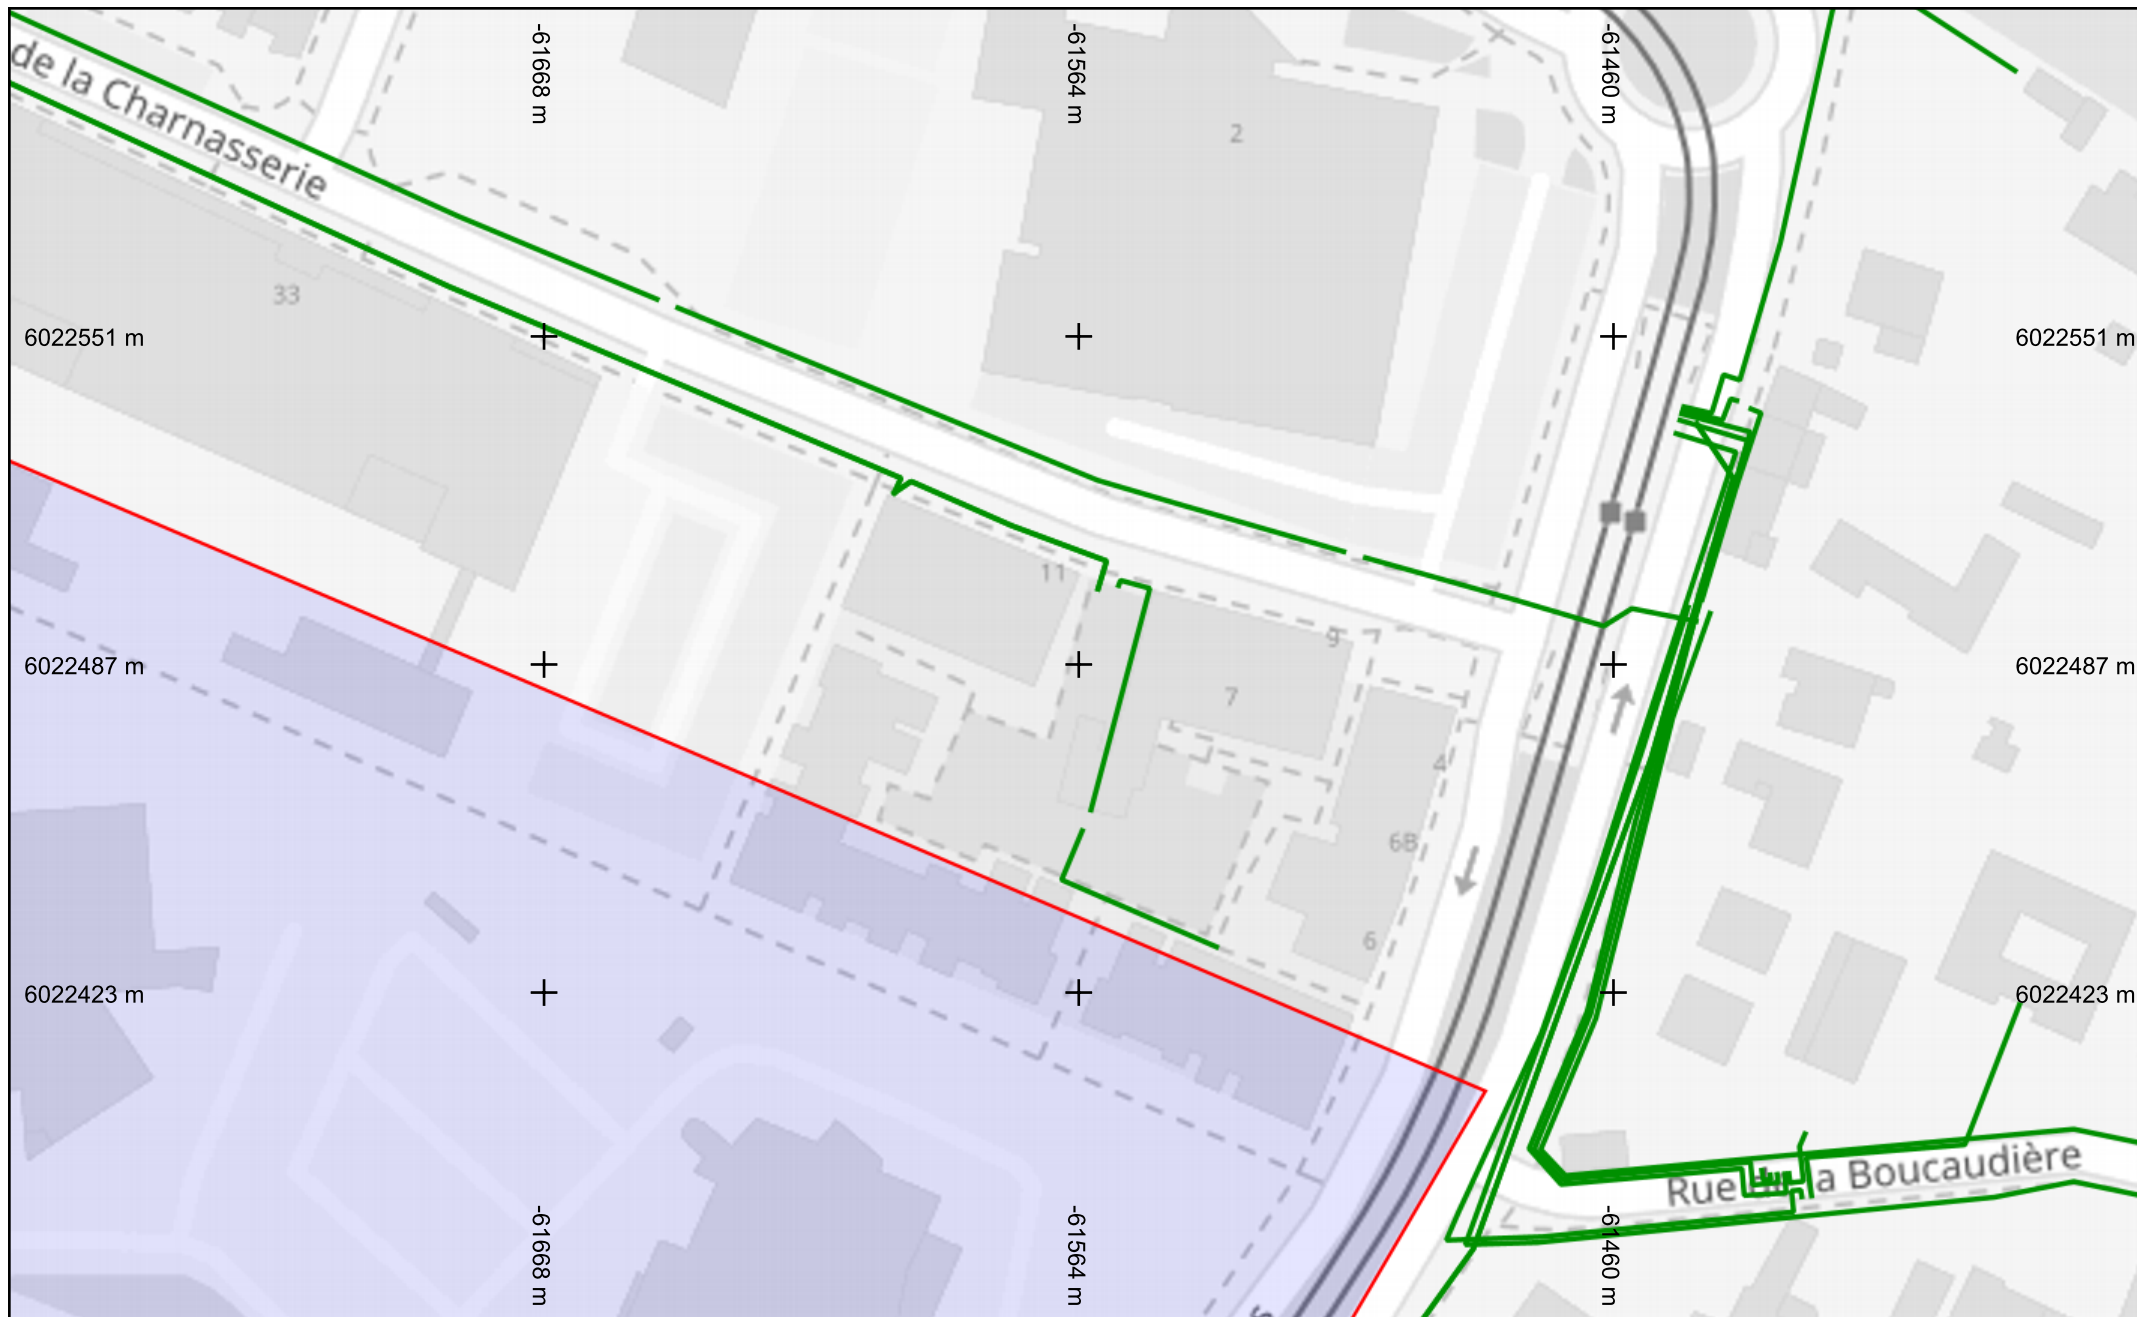 -61668 m
-61564 m
-61460 m
de la Charnasserie
2
33
6022551 m
6022551 m
11
9
6022487 m
6022487 m
7
4
6B
6
6022423 m
6022423 m
Rue
a Boucaudière
-61668 m
-61564 m
-61460 m